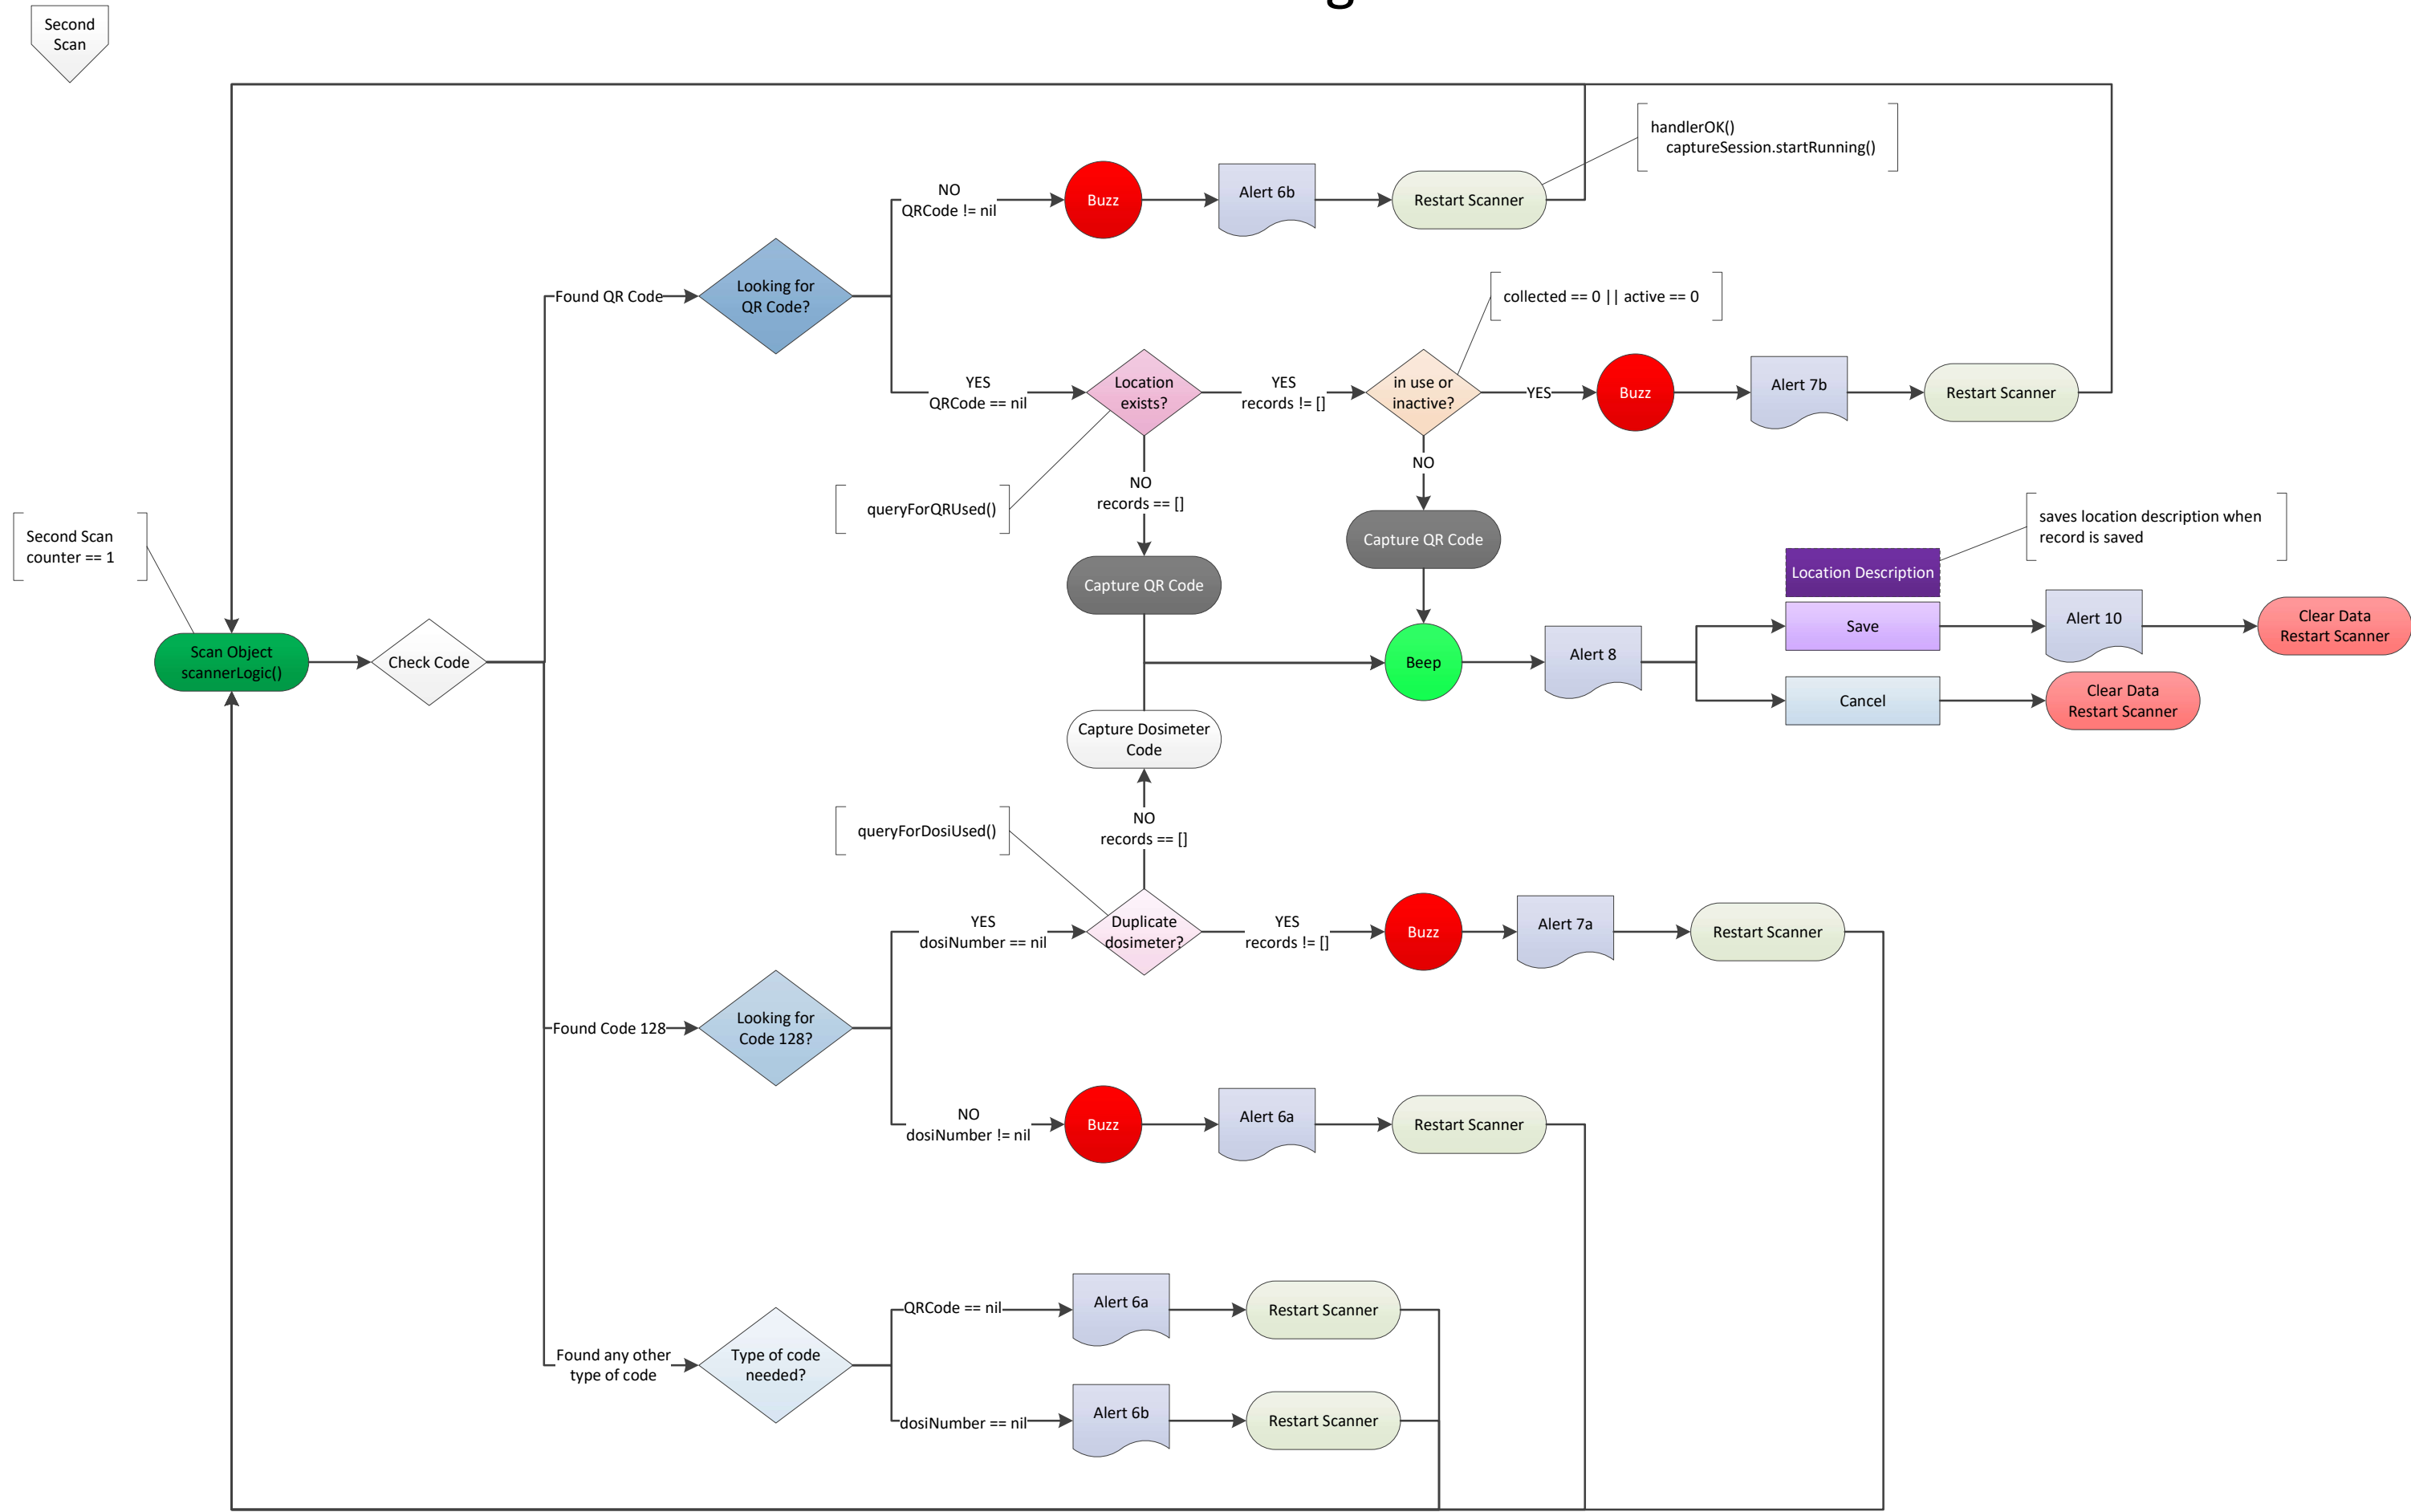 Second
Scan
handlerOK()
captureSession.startRunning()
NO
QRCode != nil
Buzz
Alert 6b
Restart Scanner
Found QR Code
Looking for
QR Code?
collected == 0 || active == 0
YES
QRCode == nil
Location
exists?
YES
records != []
in use or
inactive?
YES
Buzz
Alert 7b
Restart Scanner
NO
records == []
NO
queryForQRUsed()
Capture QR Code
Capture QR Code
Second Scan
counter == 1
saves location description when
record is saved
Location Description
Scan Object
scannerLogic()
Check Code
Beep
Alert 8
Save
Alert 10
Clear Data
Restart Scanner
Cancel
Clear Data
Restart Scanner
Capture Dosimeter
Code
queryForDosiUsed()
NO
records == []
YES
dosiNumber == nil
Duplicate
dosimeter?
YES
records != []
Buzz
Alert 7a
Restart Scanner
Found Code 128
Looking for
Code 128?
NO
dosiNumber != nil
Buzz
Alert 6a
Restart Scanner
QRCode == nil
Alert 6a
Restart Scanner
Found any other
type of code
Type of code
needed?
dosiNumber == nil
Alert 6b
Restart Scanner